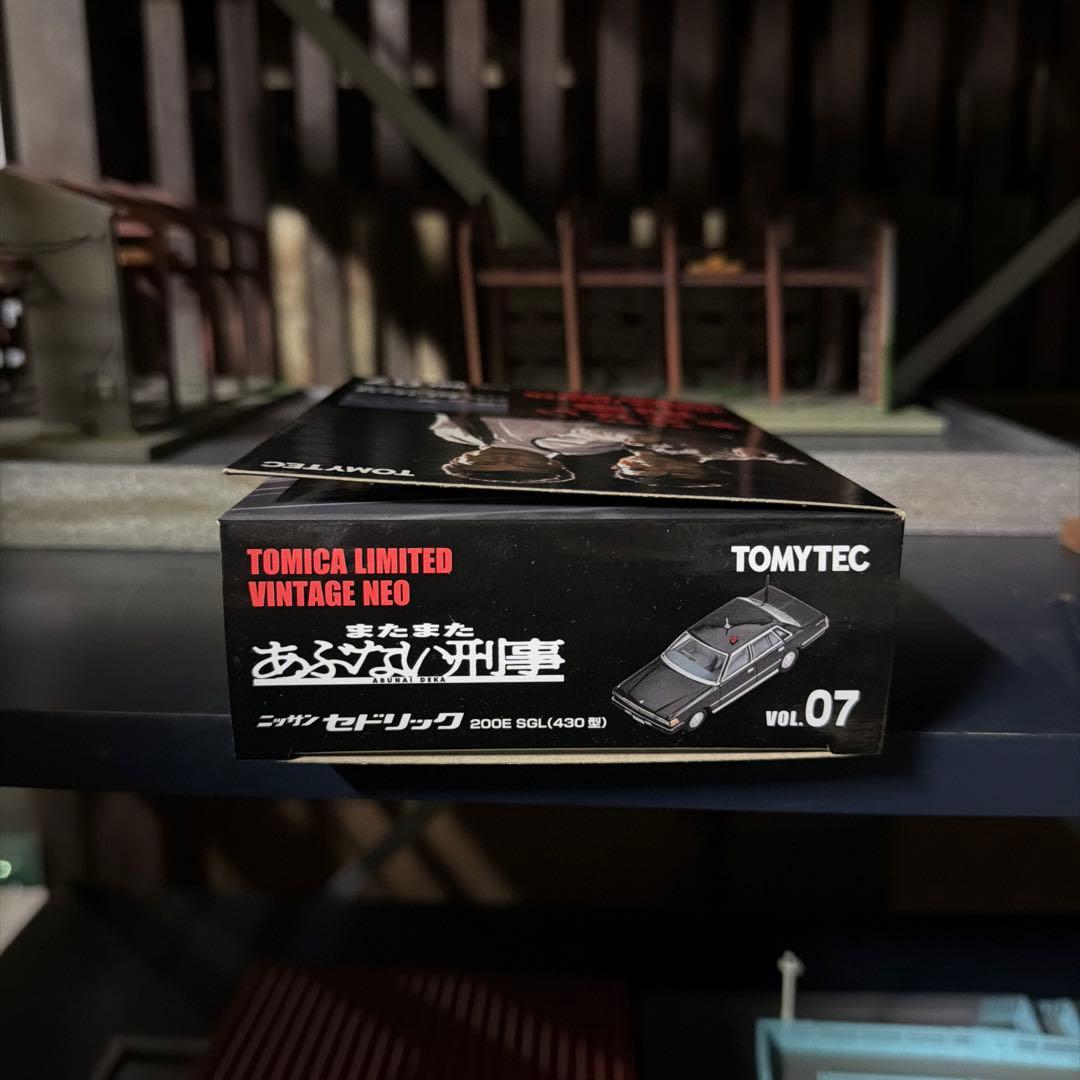 TOMYTEC
TOMICA LIMITED
VINTAGE NEO
TOMYTEC
またまた
あぶない刑事
ABUNAI DEKA
ニッサン セドリック 200E SGL(430型)
VOL.07